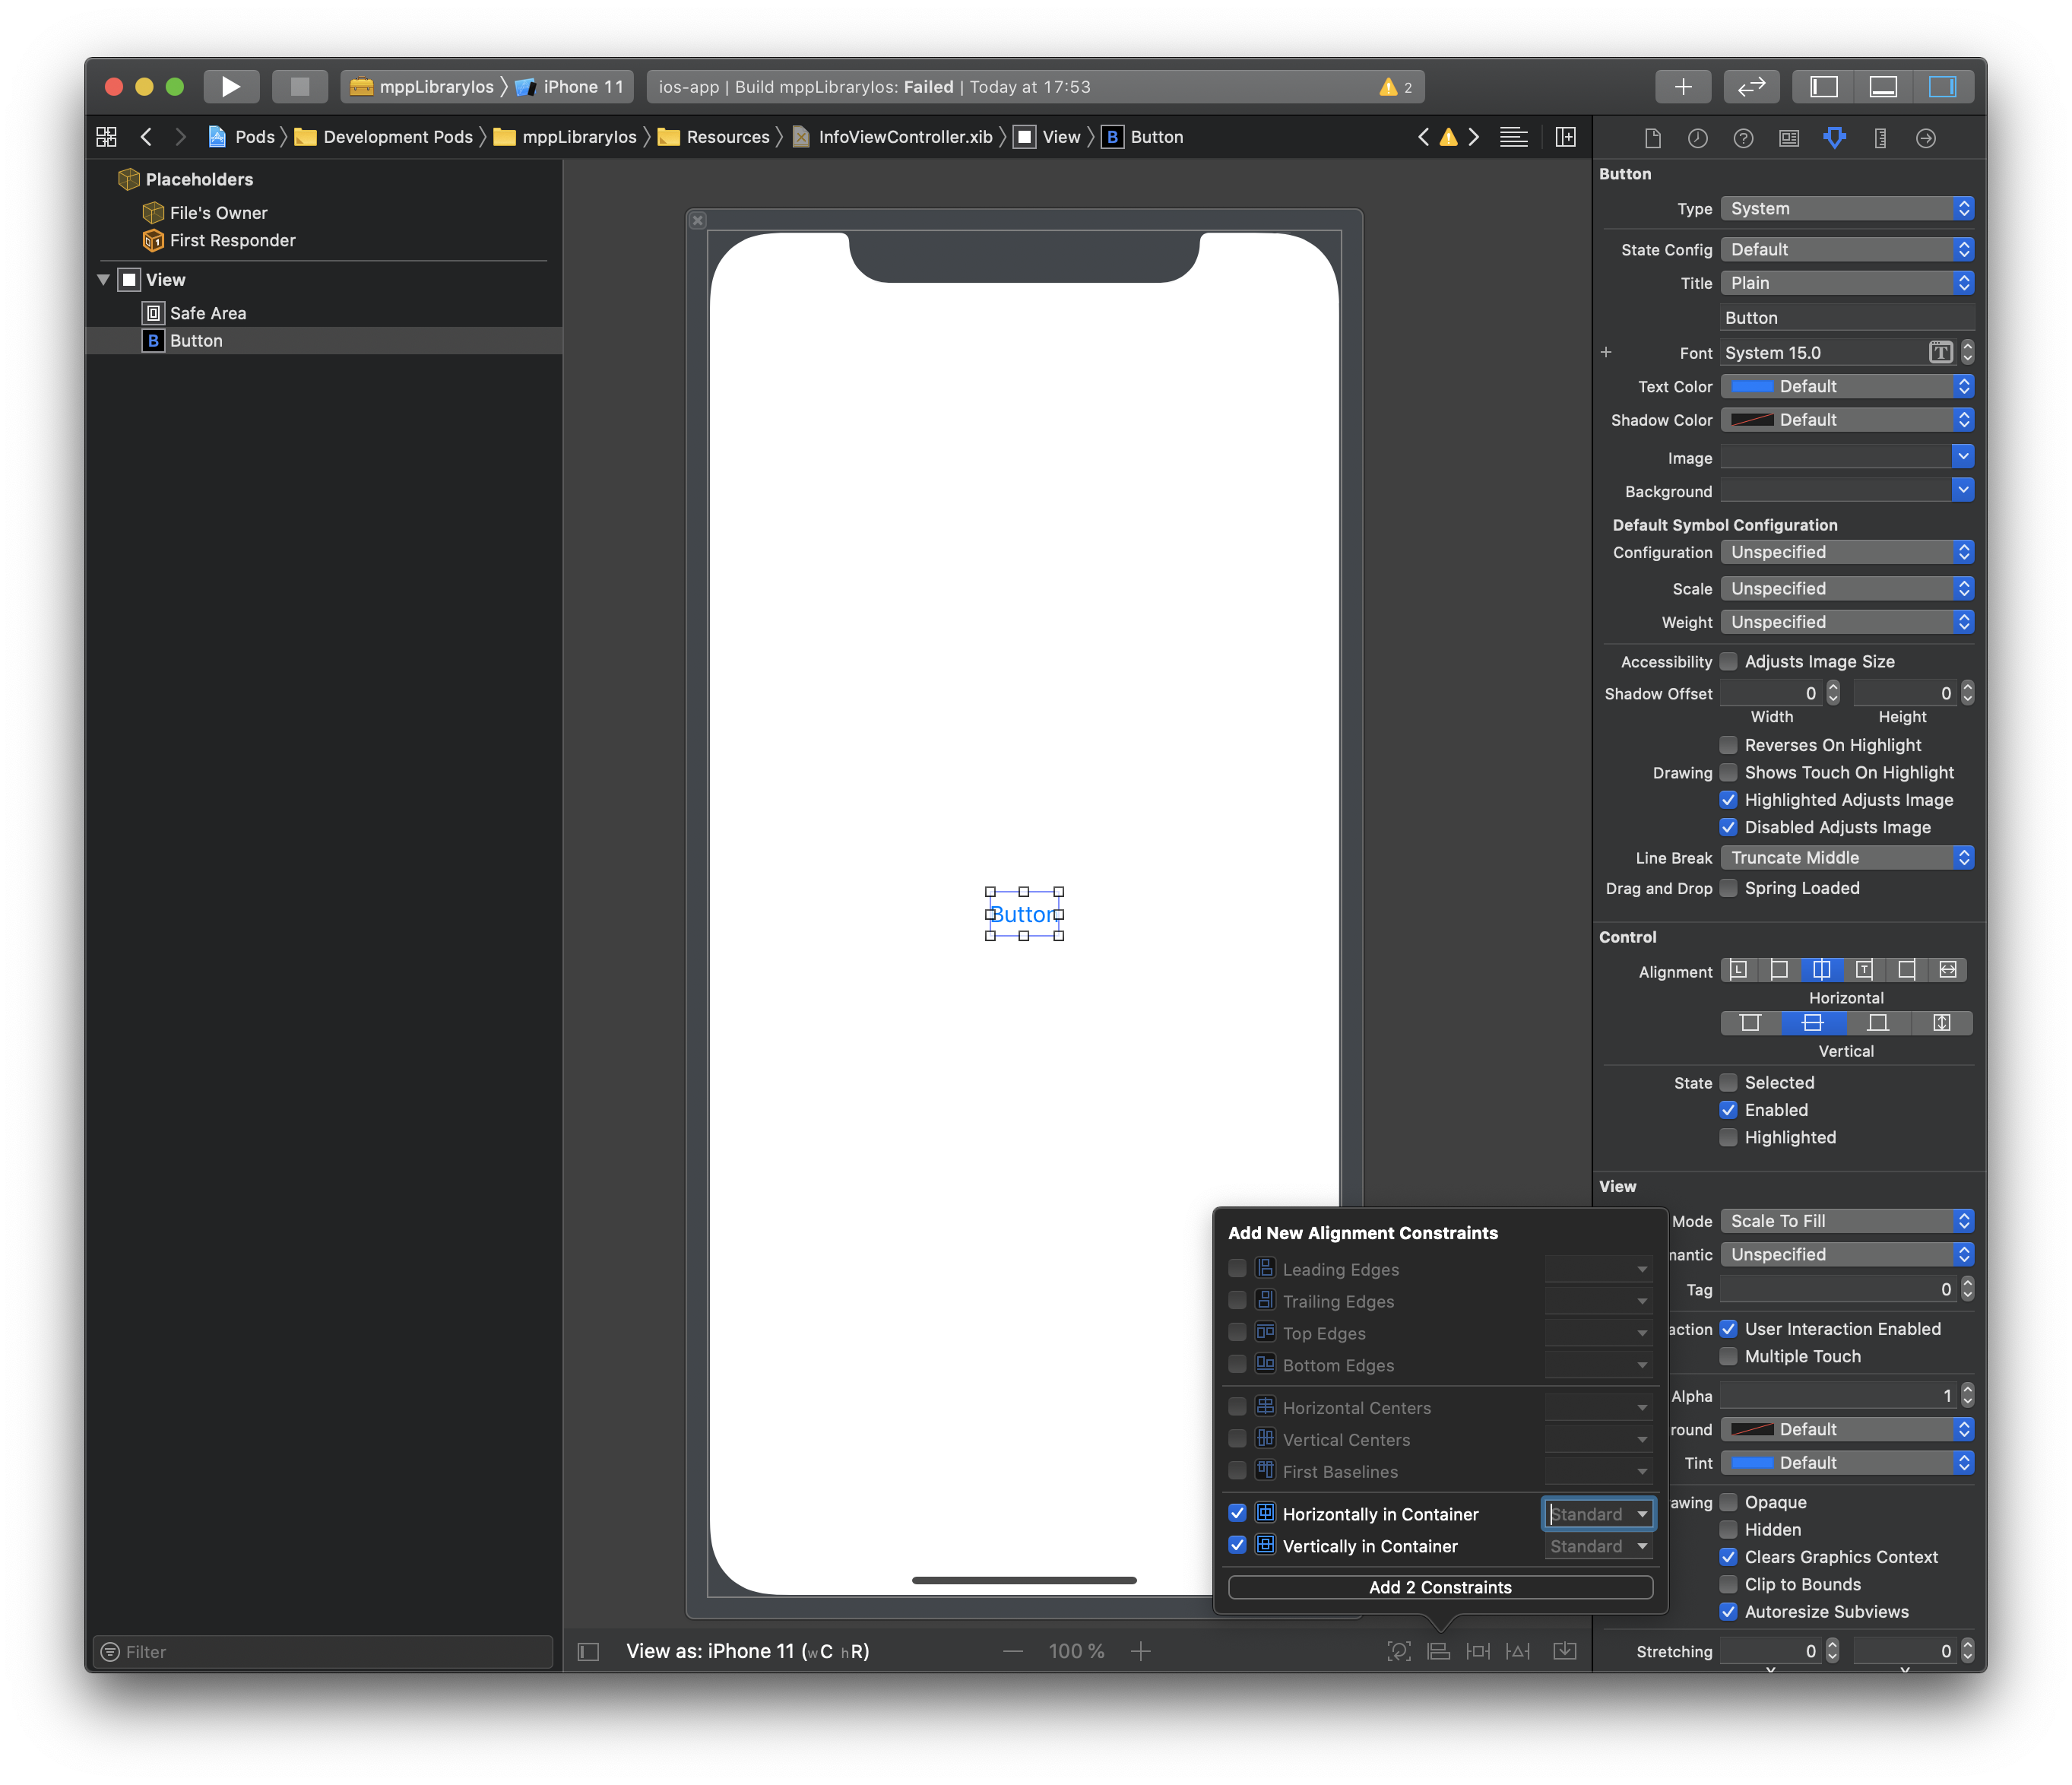 mppLibraryIos 〉 iPhone 11
ios-app | Build mppLibraryIos: Failed | Today at 17:53
2
Pods 〉 Development Pods 〉 mppLibraryIos 〉 Resources 〉 InfoViewController.xib 〉 View 〉 B Button
Placeholders
File's Owner
First Responder
View
Safe Area
B Button
Filter
Button
View as: iPhone 11 (wC hR)
100 %
Add New Alignment Constraints
Leading Edges
Trailing Edges
Top Edges
Bottom Edges
Horizontal Centers
Vertical Centers
First Baselines
Horizontally in Container Standard
Vertically in Container Standard
Add 2 Constraints
Button
Type System
State Config Default
Title Plain
Button
+ Font System 15.0 T
Text Color Default
Shadow Color Default
Image
Background
Default Symbol Configuration
Configuration Unspecified
Scale Unspecified
Weight Unspecified
Accessibility Adjusts Image Size
Shadow Offset 0 0
Width Height
Reverses On Highlight
Drawing Shows Touch On Highlight
Highlighted Adjusts Image
Disabled Adjusts Image
Line Break Truncate Middle
Drag and Drop Spring Loaded
Control
Alignment L T
Horizontal
Vertical
State Selected
Enabled
Highlighted
View
Mode Scale To Fill
mantic Unspecified
Tag 0
action User Interaction Enabled
Multiple Touch
Alpha 1
round Default
Tint Default
awing Opaque
Hidden
Clears Graphics Context
Clip to Bounds
Autoresize Subviews
Stretching 0 0